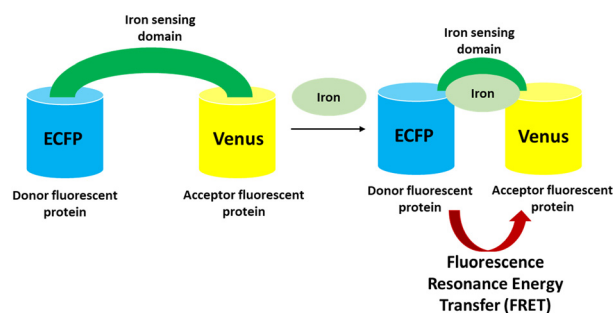 Iron sensing
domain
ECFP
Venus
Donor fluorescent
protein
Acceptor fluorescent
protein
Iron
Iron sensing
domain
Iron
ECFP
Venus
Donor fluorescent
protein
Acceptor fluorescent
protein
Fluorescence
Resonance Energy
Transfer (FRET)